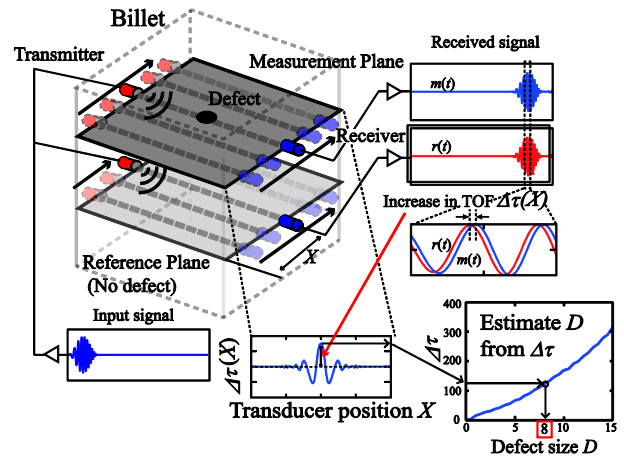 Billet
Transmitter
Measurement Plane
Received signal
m(t)
Defect
Receiver
r(t)
Increase in TOF Δτ(X)
r(t)
m(t)
X
Reference Plane
(No defect)
Input signal
Δτ(X)
Transducer position X
Δτ
400
300
200
100
0
Estimate D
from Δτ
0 5 8 10 15
Defect size D